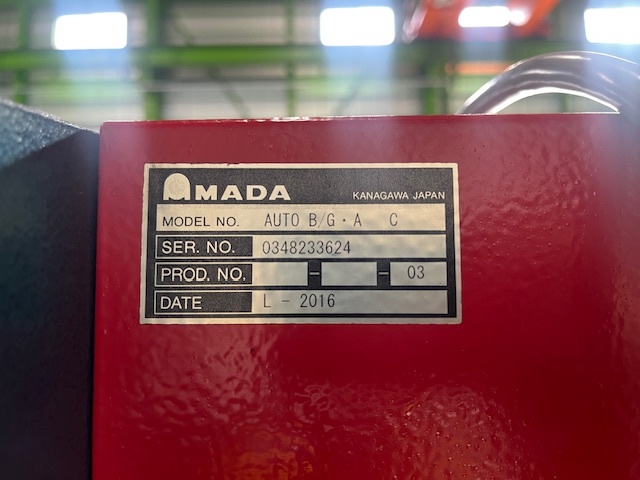 AMADA KANAGAWA JAPAN
MODEL NO. AUTO B/G・A C
SER. NO. 0348233624
PROD. NO. - - 03
DATE L - 2016